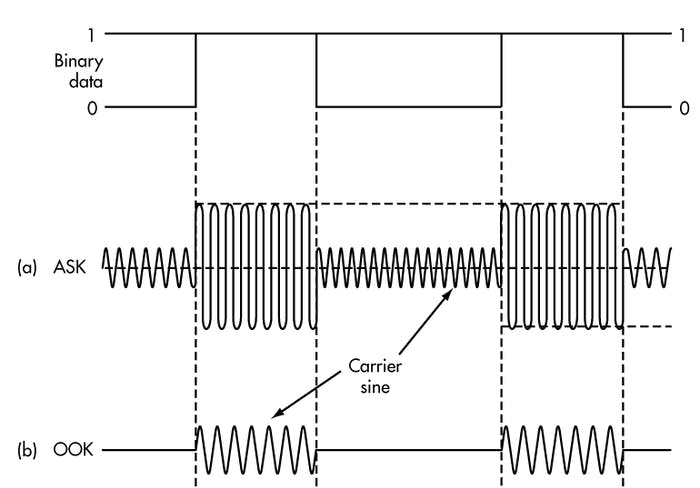 1
1
Binary
data
0
0
(a) ASK
Carrier
sine
(b) OOK